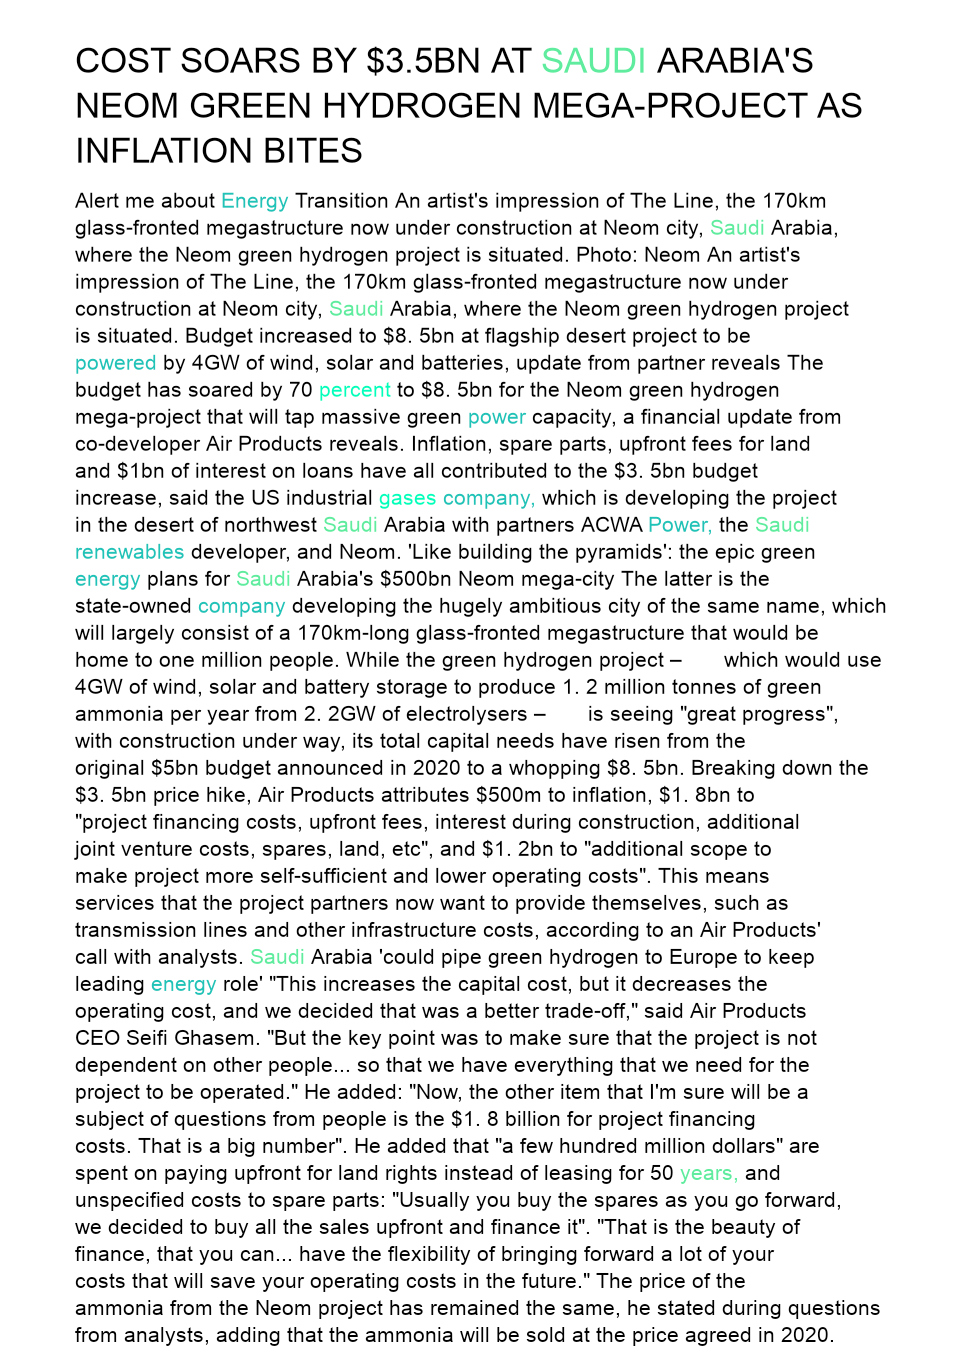 COST SOARS BY $3.5BN AT SAUDI ARABIA'S
NEOM GREEN HYDROGEN MEGA-PROJECT AS
INFLATION BITES
Alert me about Energy Transition An artist's impression of The Line, the 170km
glass-fronted megastructure now under construction at Neom city, Saudi Arabia,
where the Neom green hydrogen project is situated. Photo: Neom An artist's
impression of The Line, the 170km glass-fronted megastructure now under
construction at Neom city, Saudi Arabia, where the Neom green hydrogen project
is situated. Budget increased to $8. 5bn at flagship desert project to be
powered by 4GW of wind, solar and batteries, update from partner reveals The
budget has soared by 70 percent to $8. 5bn for the Neom green hydrogen
mega-project that will tap massive green power capacity, a financial update from
co-developer Air Products reveals. Inflation, spare parts, upfront fees for land
and $1bn of interest on loans have all contributed to the $3. 5bn budget
increase, said the US industrial gases company, which is developing the project
in the desert of northwest Saudi Arabia with partners ACWA Power, the Saudi
renewables developer, and Neom. 'Like building the pyramids': the epic green
energy plans for Saudi Arabia's $500bn Neom mega-city The latter is the
state-owned company developing the hugely ambitious city of the same name, which
will largely consist of a 170km-long glass-fronted megastructure that would be
home to one million people. While the green hydrogen project – which would use
4GW of wind, solar and battery storage to produce 1. 2 million tonnes of green
ammonia per year from 2. 2GW of electrolysers – is seeing "great progress",
with construction under way, its total capital needs have risen from the
original $5bn budget announced in 2020 to a whopping $8. 5bn. Breaking down the
$3. 5bn price hike, Air Products attributes $500m to inflation, $1. 8bn to
"project financing costs, upfront fees, interest during construction, additional
joint venture costs, spares, land, etc", and $1. 2bn to "additional scope to
make project more self-sufficient and lower operating costs". This means
services that the project partners now want to provide themselves, such as
transmission lines and other infrastructure costs, according to an Air Products'
call with analysts. Saudi Arabia 'could pipe green hydrogen to Europe to keep
leading energy role' "This increases the capital cost, but it decreases the
operating cost, and we decided that was a better trade-off," said Air Products
CEO Seifi Ghasem. "But the key point was to make sure that the project is not
dependent on other people... so that we have everything that we need for the
project to be operated." He added: "Now, the other item that I'm sure will be a
subject of questions from people is the $1. 8 billion for project financing
costs. That is a big number". He added that "a few hundred million dollars" are
spent on paying upfront for land rights instead of leasing for 50 years, and
unspecified costs to spare parts: "Usually you buy the spares as you go forward,
we decided to buy all the sales upfront and finance it". "That is the beauty of
finance, that you can... have the flexibility of bringing forward a lot of your
costs that will save your operating costs in the future." The price of the
ammonia from the Neom project has remained the same, he stated during questions
from analysts, adding that the ammonia will be sold at the price agreed in 2020.